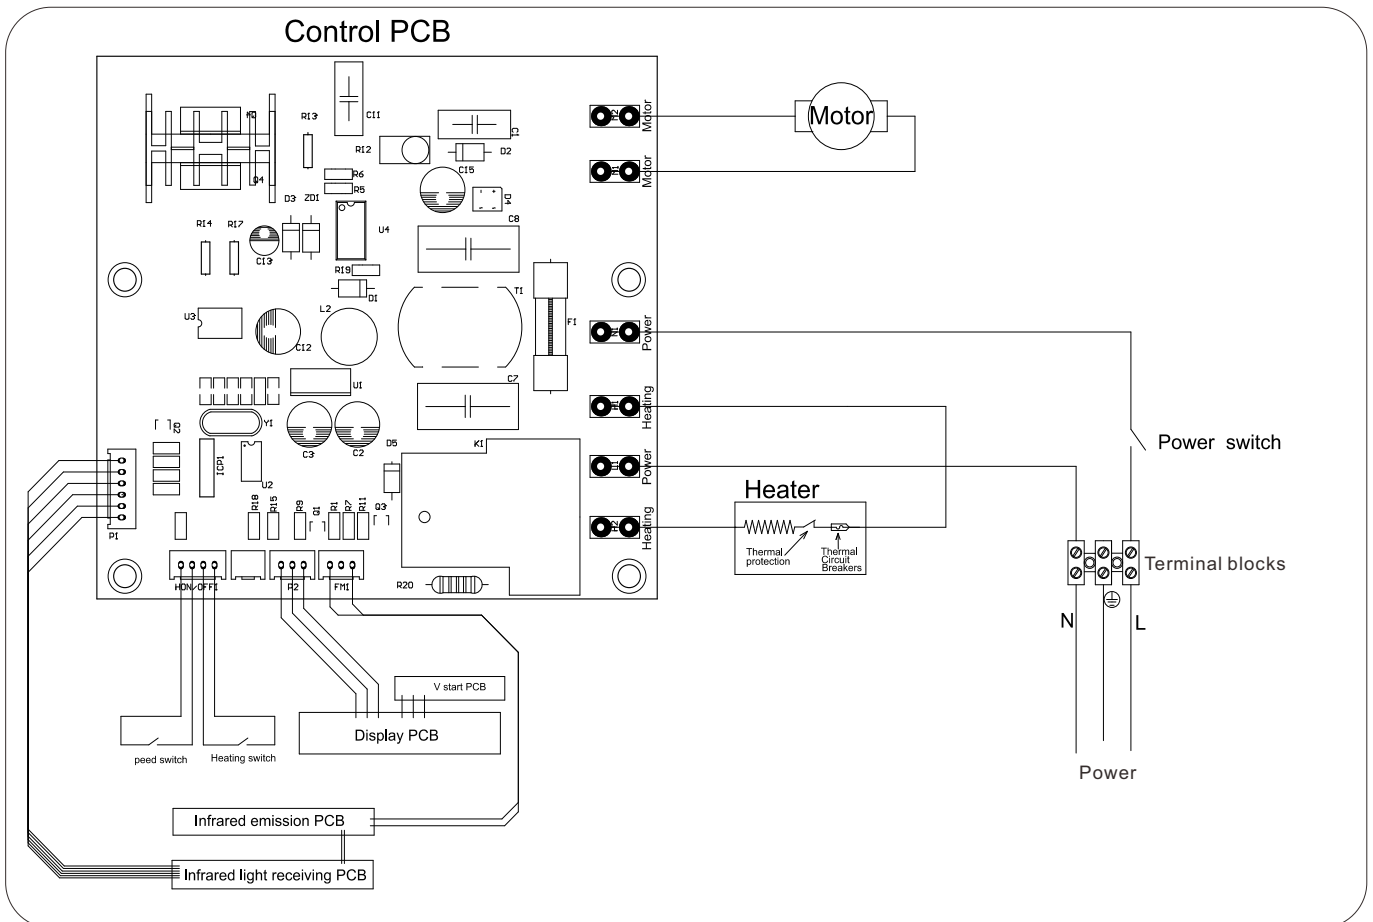 Control PCB
C11
R13
C1
R12
D2
C15
R6
R5
Q4
D3
ZD1
D4
R14
R17
U4
C8
C13
R19
D1
T1
U3
L2
F1
C12
C7
U1
Y1
Q2
C3
C2
D5
K1
ICP1
U2
R18
R15
R9
Q1
R1
R7
R11
Q3
P1
HON/OFF1
P2
FM1
R20
Motor
Motor
Power
Heating
Power
Heating
Motor
Power switch
Heater
Thermal
protection
Thermal
Circuit
Breakers
Terminal blocks
N
L
Power
V start PCB
Display PCB
peed switch
Heating switch
Infrared emission PCB
Infrared light receiving PCB